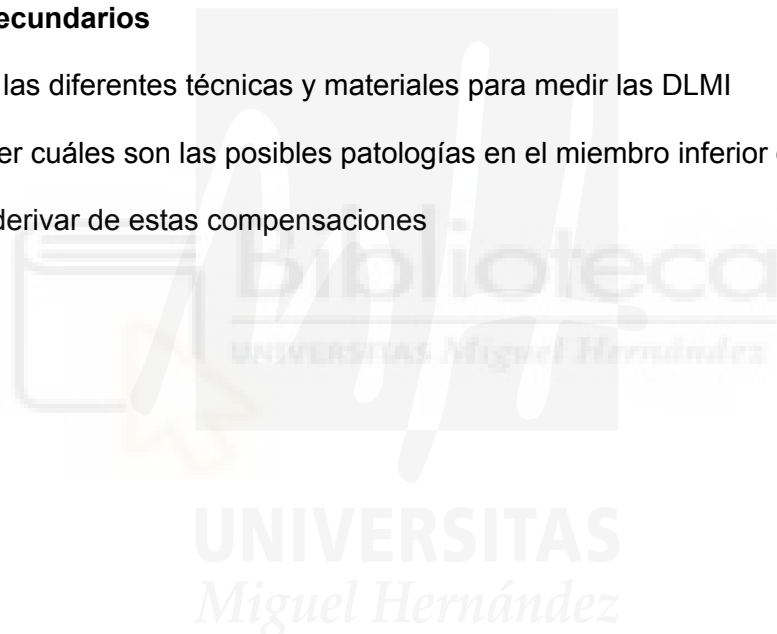 ecundarios
las diferentes técnicas y materiales para medir las DLMI
er cuáles son las posibles patologías en el miembro inferior
derivar de estas compensaciones
Biblioteca
UNIVERSITAS Miguel Hernández
UNIVERSITAS
Miguel Hernández